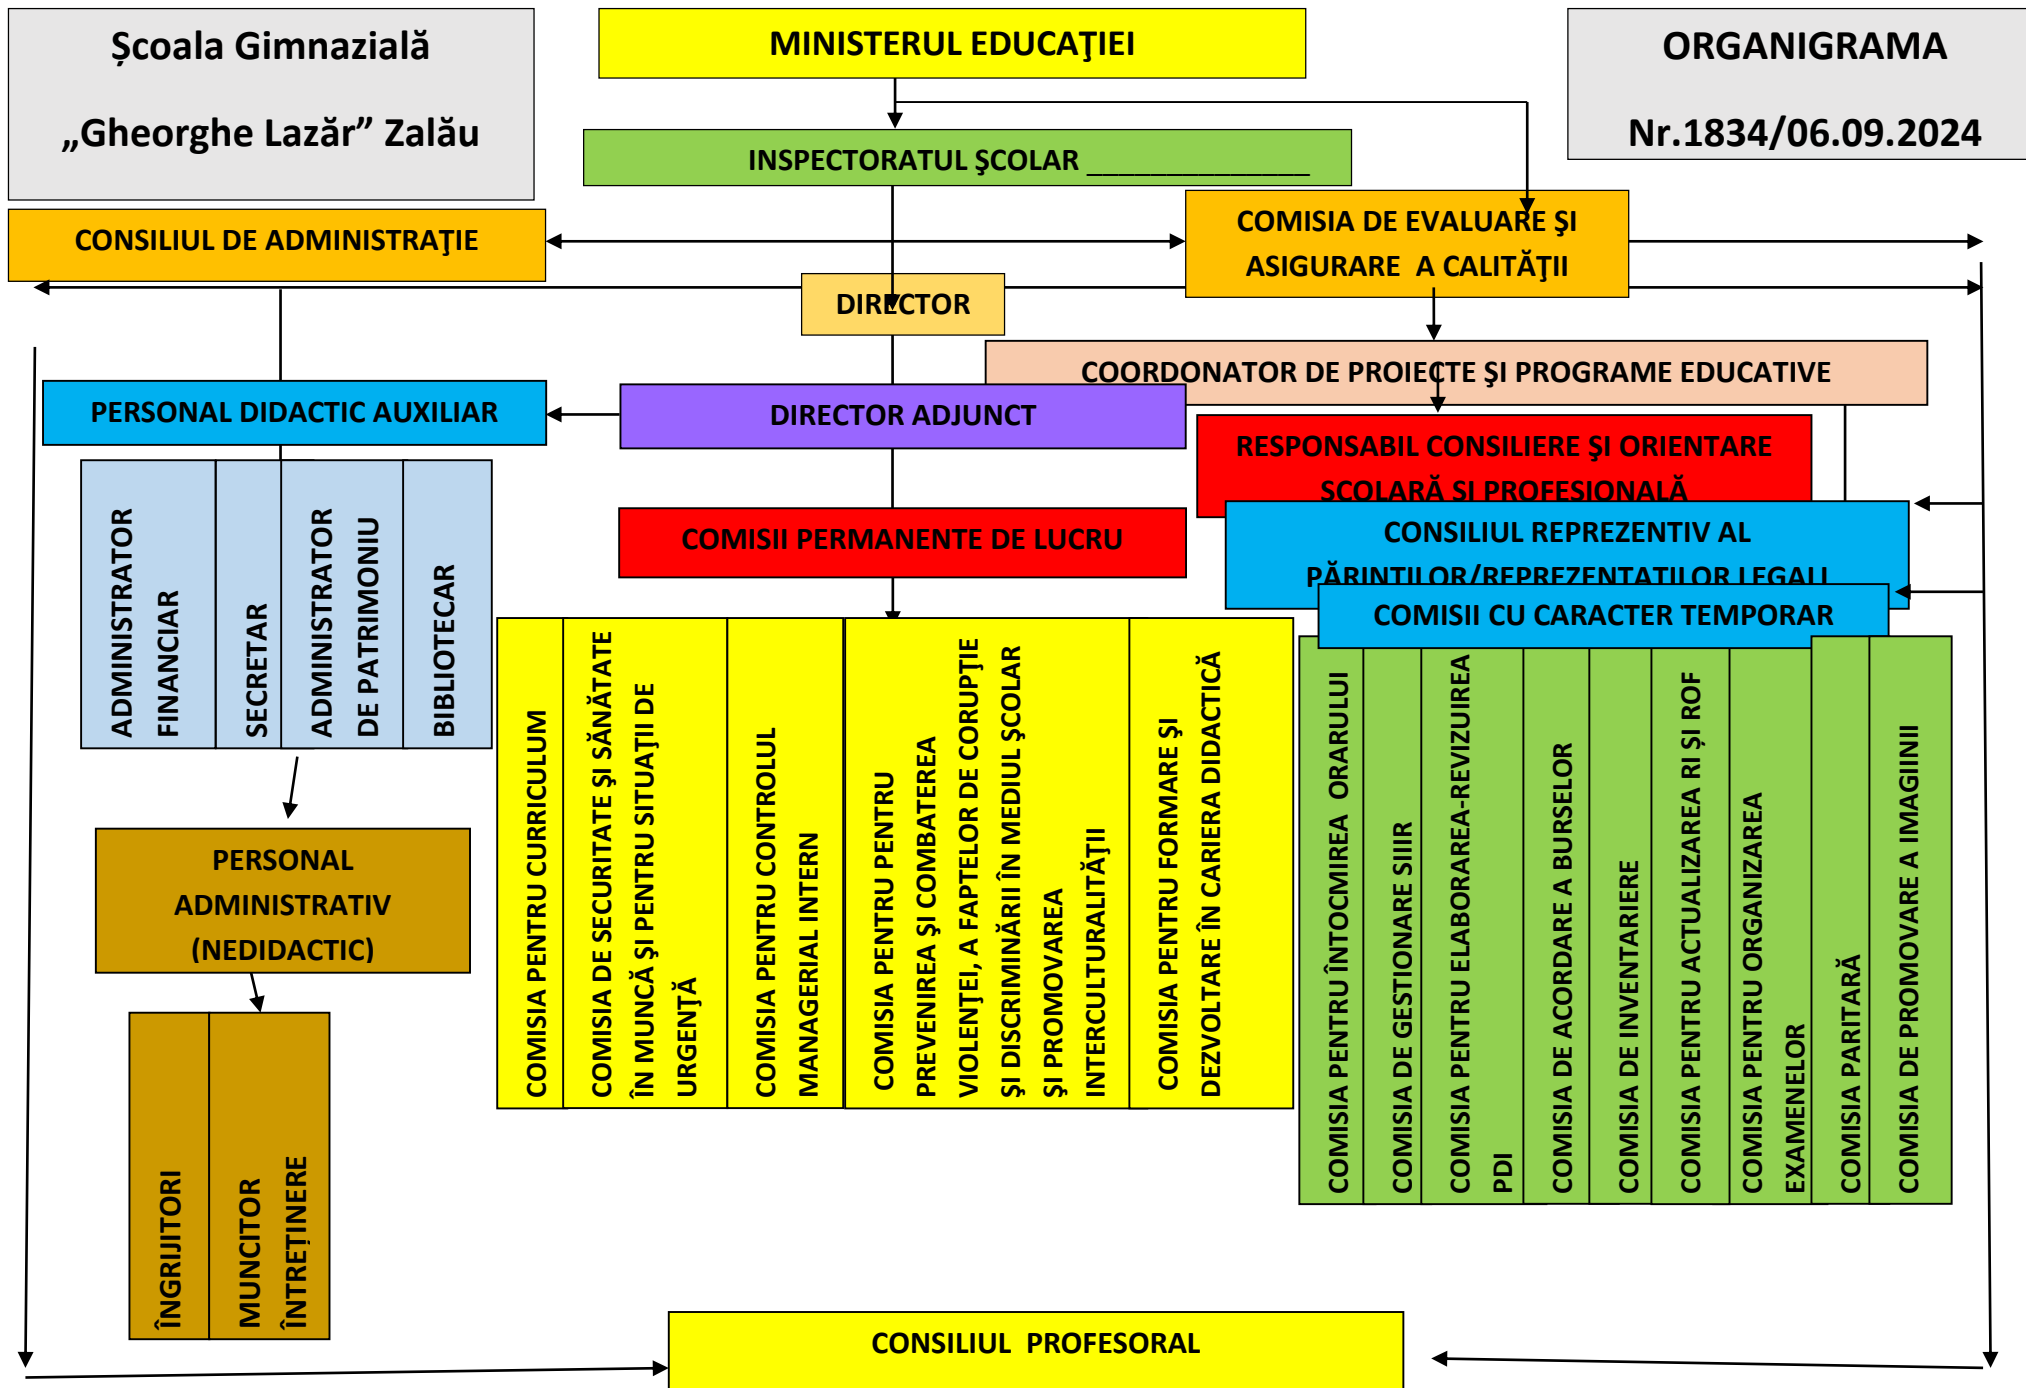 Școala Gimnazială
„Gheorghe Lazăr” Zalău
MINISTERUL EDUCAŢIEI
ORGANIGRAMA
Nr.1834/06.09.2024
INSPECTORATUL ŞCOLAR ______________
CONSILIUL DE ADMINISTRAŢIE
COMISIA DE EVALUARE ŞI
ASIGURARE A CALITĂŢII
DIRECTOR
COORDONATOR DE PROIECTE ŞI PROGRAME EDUCATIVE
PERSONAL DIDACTIC AUXILIAR
DIRECTOR ADJUNCT
RESPONSABIL CONSILIERE ŞI ORIENTARE
ŞCOLARĂ ŞI PROFESIONALĂ
COMISII PERMANENTE DE LUCRU
CONSILIUL REPREZENTIV AL
PĂRINŢILOR/REPREZENTAŢILOR LEGALI
COMISII CU CARACTER TEMPORAR
ADMINISTRATOR
FINANCIAR
SECRETAR
ADMINISTRATOR
DE PATRIMONIU
BIBLIOTECAR
PERSONAL
ADMINISTRATIV
(NEDIDACTIC)
ÎNGRIJITORI
MUNCITOR
ÎNTREȚINERE
COMISIA PENTRU CURRICULUM
COMISIA DE SECURITATE ŞI SĂNĂTATE
ÎN MUNCĂ ŞI PENTRU SITUAŢII DE
URGENŢĂ
COMISIA PENTRU CONTROLUL
MANAGERIAL INTERN
COMISIA PENTRU PENTRU
PREVENIREA ŞI COMBATEREA
VIOLENŢEI, A FAPTELOR DE CORUPŢIE
ŞI DISCRIMINĂRII ÎN MEDIUL ŞCOLAR
ŞI PROMOVAREA
INTERCULTURALITĂŢII
COMISIA PENTRU FORMARE ŞI
DEZVOLTARE ÎN CARIERA DIDACTICĂ
COMISIA PENTRU ÎNTOCMIREA ORARULUI
COMISIA DE GESTIONARE SIIIR
COMISIA PENTRU ELABORAREA-REVIZUIREA
PDI
COMISIA DE ACORDARE A BURSELOR
COMISIA DE INVENTARIERE
COMISIA PENTRU ACTUALIZAREA RI ȘI ROF
COMISIA PENTRU ORGANIZAREA
EXAMENELOR
COMISIA PARITARĂ
COMISIA DE PROMOVARE A IMAGINII
CONSILIUL PROFESORAL